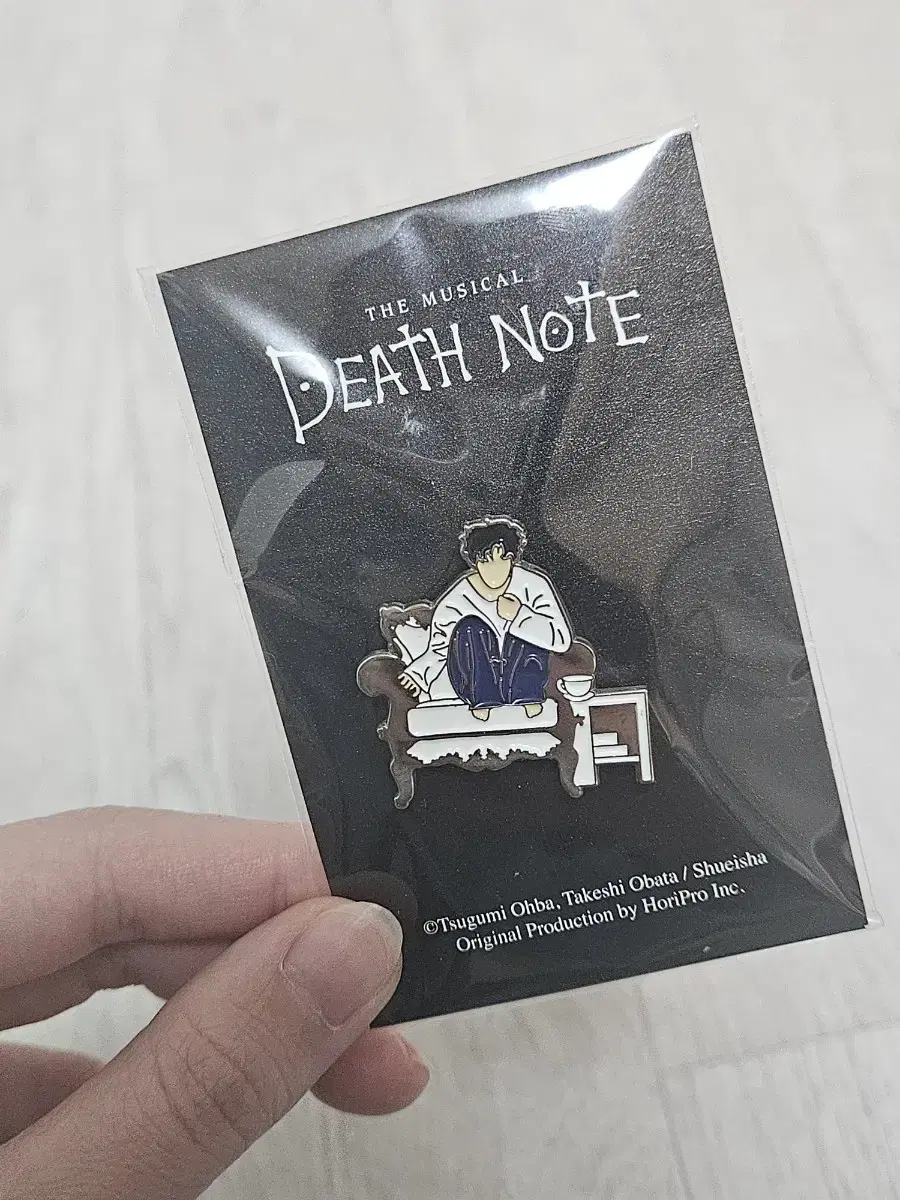 THE MUSICAL
DEATH NOTE
©Tsugumi Ohba, Takeshi Obata / Shueisha
Original Production by HoriPro Inc.